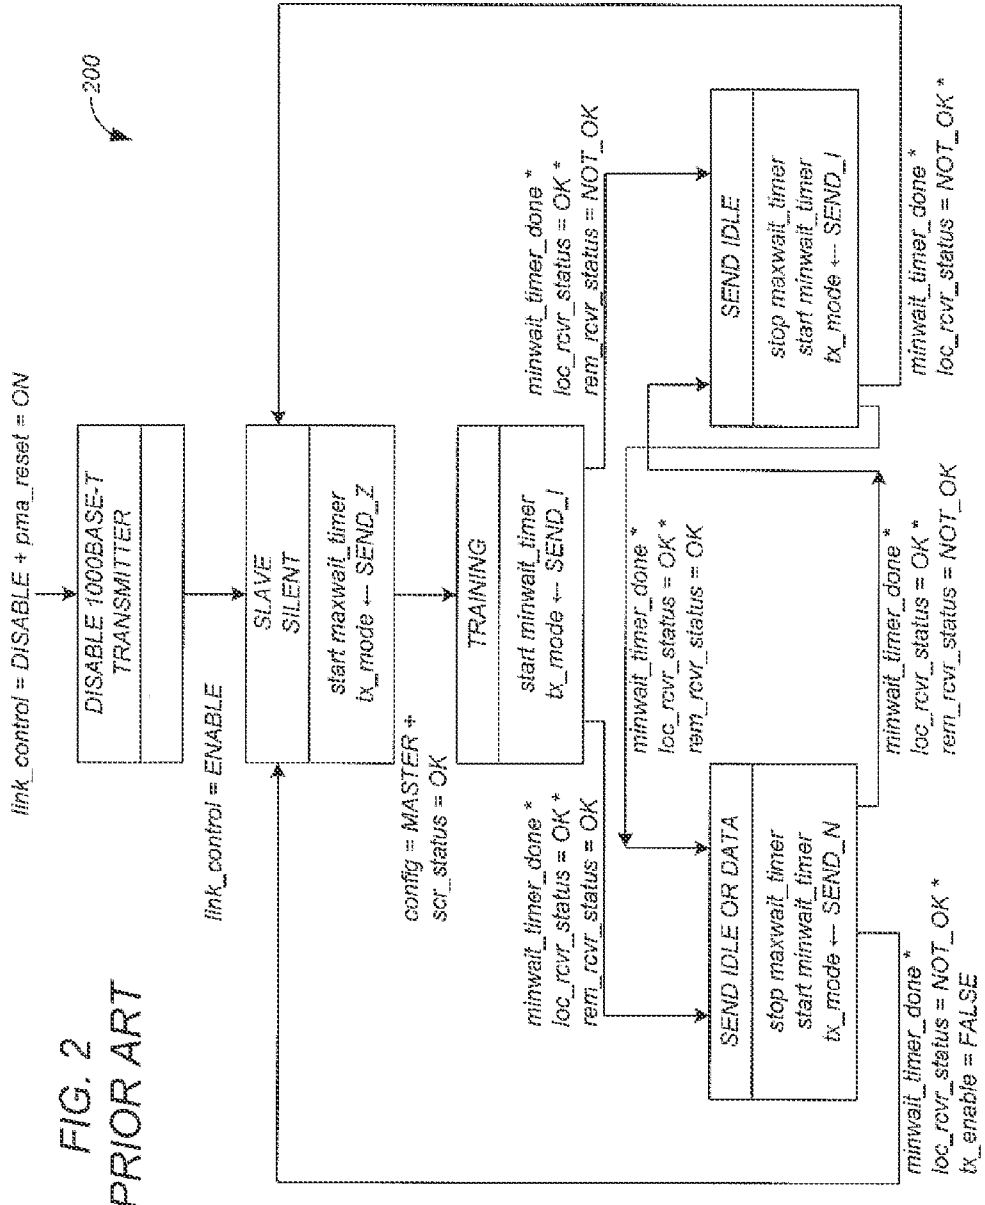 FIG. 2
PRIOR ART
200
link_control = DISABLE + pma_reset = ON
DISABLE 1000BASE-T
TRANSMITTER
link_control = ENABLE
SLAVE
SILENT
start maxwait_timer
tx_mode ← SEND_Z
config = MASTER +
scr_status = OK
TRAINING
start minwait_timer
tx_mode ← SEND_I
minwait_timer_done *
loc_rcvr_status = OK *
rem_rcvr_status = OK
minwait_timer_done *
loc_rcvr_status = OK *
rem_rcvr_status = NOT_OK
minwait_timer_done *
loc_rcvr_status = OK *
rem_rcvr_status = OK
SEND IDLE OR DATA
stop maxwait_timer
start minwait_timer
tx_mode ← SEND_N
SEND IDLE
stop maxwait_timer
start minwait_timer
tx_mode ← SEND_I
minwait_timer_done *
loc_rcvr_status = NOT_OK *
tx_enable = FALSE
minwait_timer_done *
loc_rcvr_status = OK *
rem_rcvr_status = NOT_OK
minwait_timer_done *
loc_rcvr_status = NOT_OK *